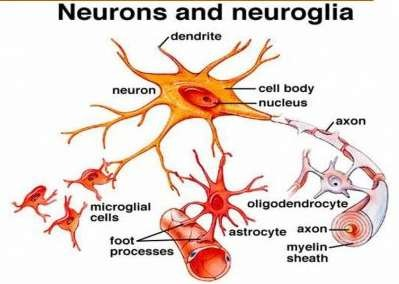 Neurons and neuroglia
dendrite
neuron
cell body
nucleus
axon
microglial
cells
oligodendrocyte
foot
processes
astrocyte
axon
myelin
sheath